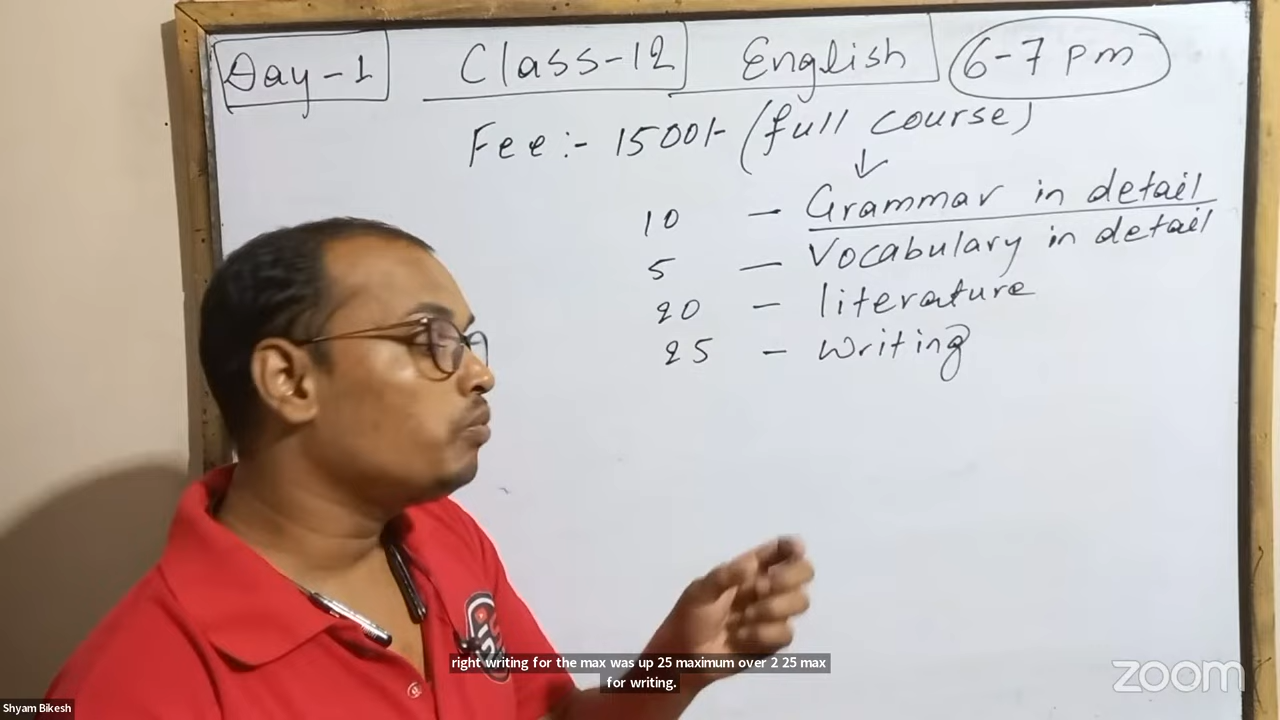 Day-1 Class-12 English 6-7 pm
Fee:- 1500/- (full course)
↓
10 - Grammar in detail
5 - Vocabulary in detail
20 - literature
25 - writing
right writing for the max was up 25 maximum over 2 25 max
for writing.
Shyam Bikesh
zoom